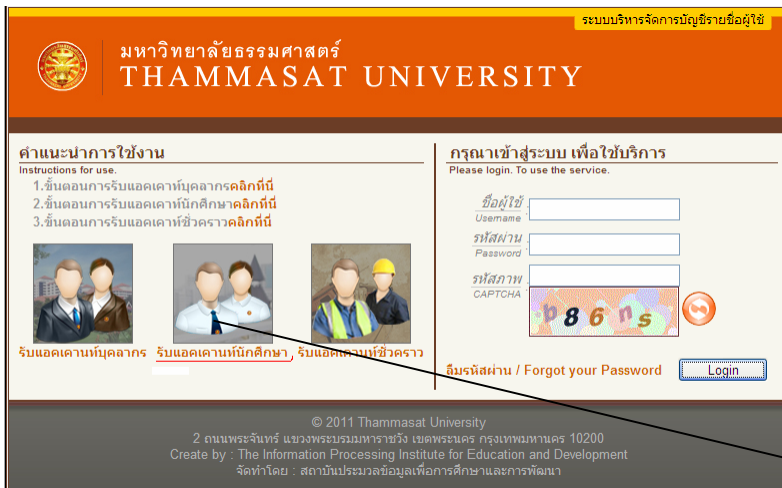 ระบบบริหารจัดการบัญชีรายชื่อผู้ใช้
มหาวิทยาลัยธรรมศาสตร์
THAMMASAT UNIVERSITY
คำแนะนำการใช้งาน
Instructions for use.
1.ขั้นตอนการรับแอคเคาท์บุคลากรคลิกที่นี่
2.ขั้นตอนการรับแอคเคาท์นักศึกษาคลิกที่นี่
3.ขั้นตอนการรับแอคเคาท์ชั่วคราวคลิกที่นี่
รับแอคเคานท์บุคลากร รับแอคเคานท์นักศึกษา รับแอคเคานท์ชั่วคราว
กรุณาเข้าสู่ระบบ เพื่อใช้บริการ
Please login. To use the service.
ชื่อผู้ใช้
Username
รหัสผ่าน
Password
รหัสภาพ
CAPTCHA
b86ns
ลืมรหัสผ่าน / Forgot your Password Login
© 2011 Thammasat University
2 ถนนพระจันทร์ แขวงพระบรมมหาราชวัง เขตพระนคร กรุงเทพมหานคร 10200
Create by : The Information Processing Institute for Education and Development
จัดทำโดย : สถาบันประมวลข้อมูลเพื่อการศึกษาและการพัฒนา